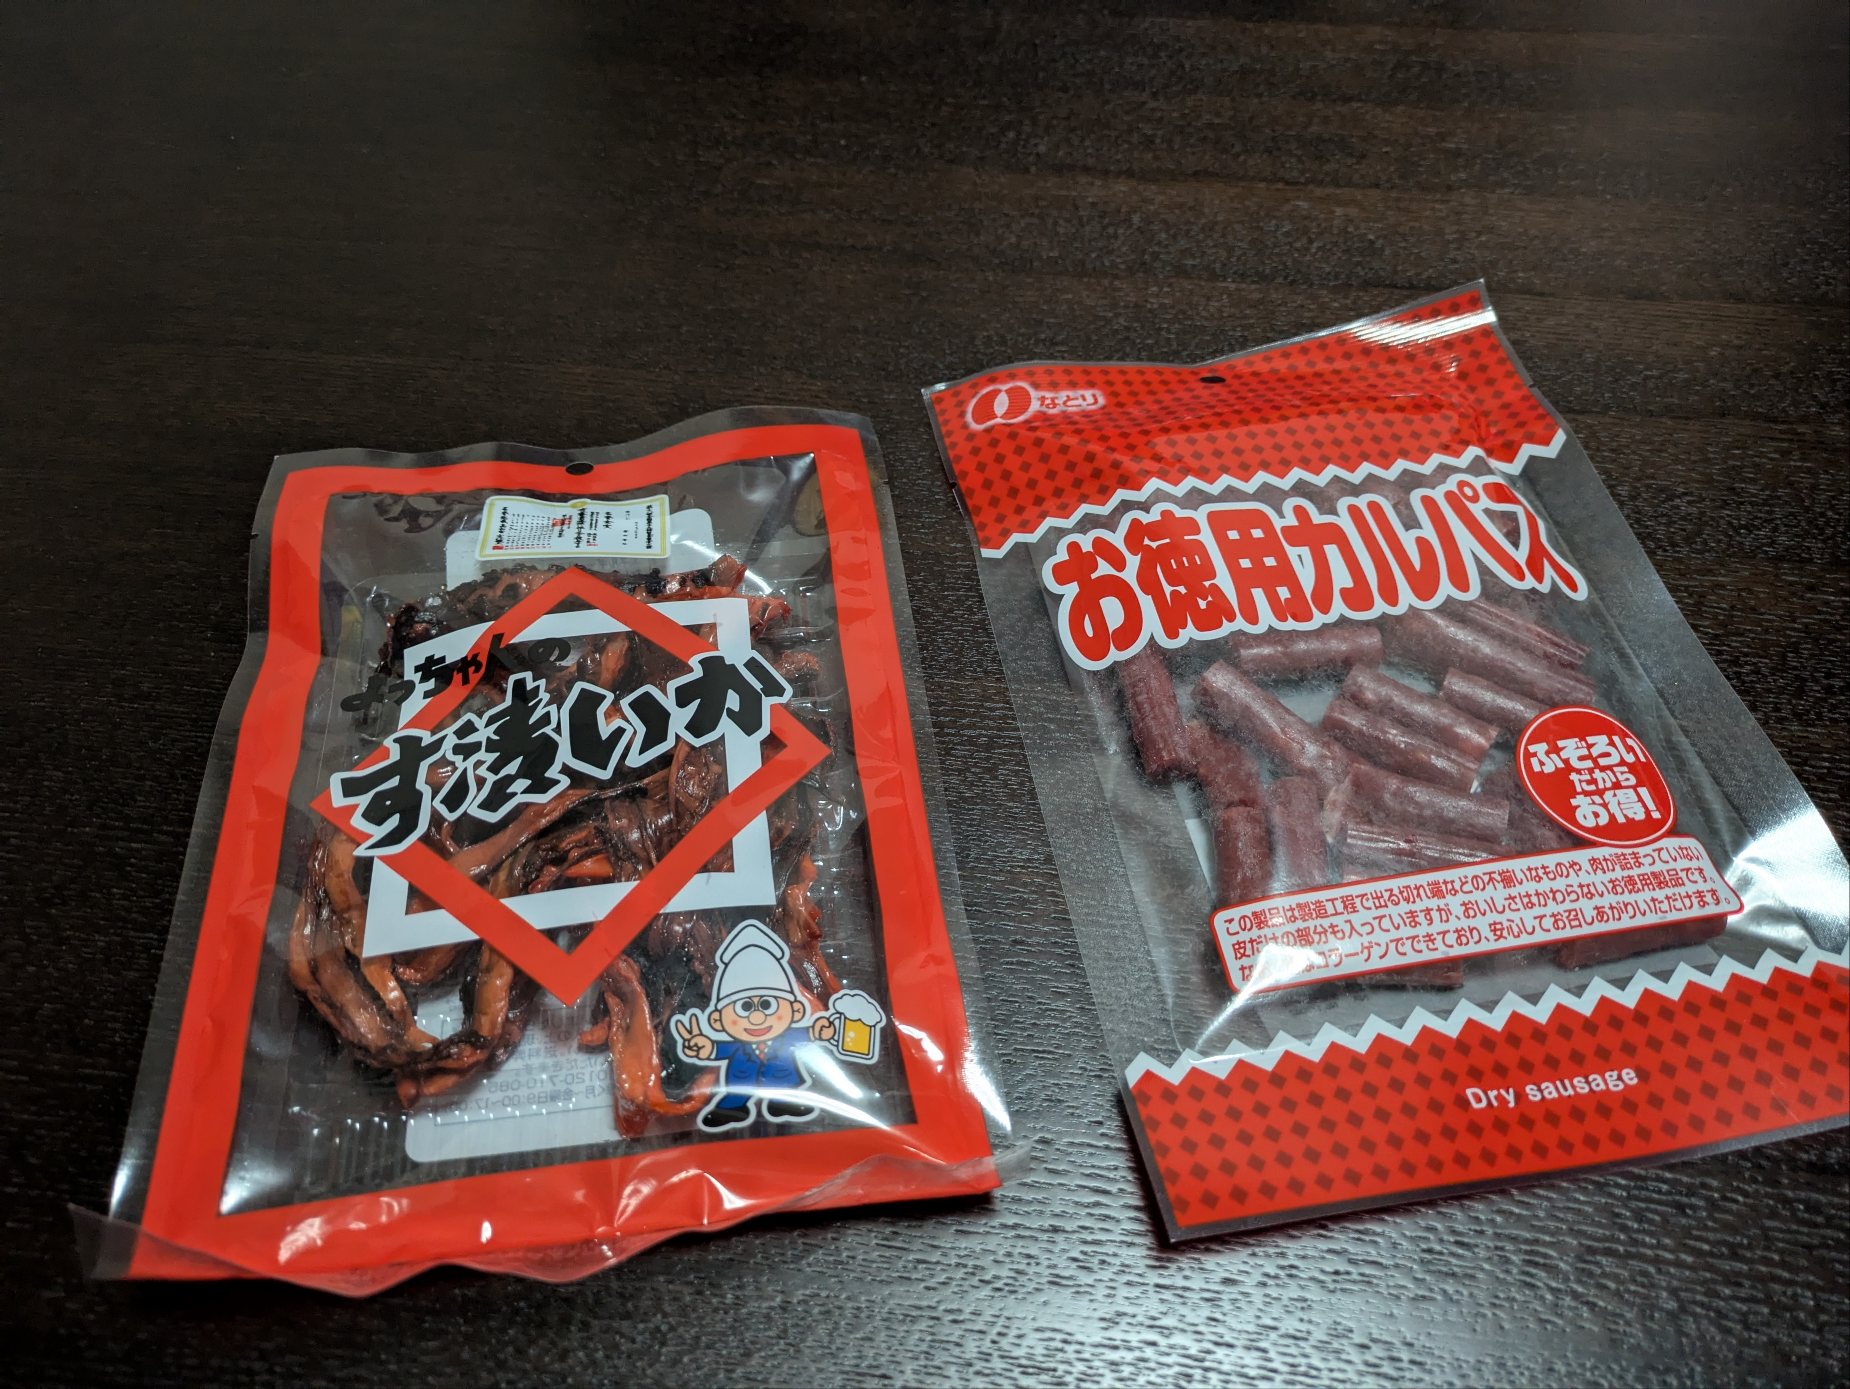 よっちゃんの
す漬いか
なとり
お徳用カルパス
ふぞろい
だから
お得!
この製品は製造工程で出る切れ端などの不揃いなものや、肉が詰まっていない
皮だけの部分も入っていますが、おいしさはかわらないお徳用製品です。
コラーゲンでできており、安心してお召しあがりいただけます。
Dry sausage